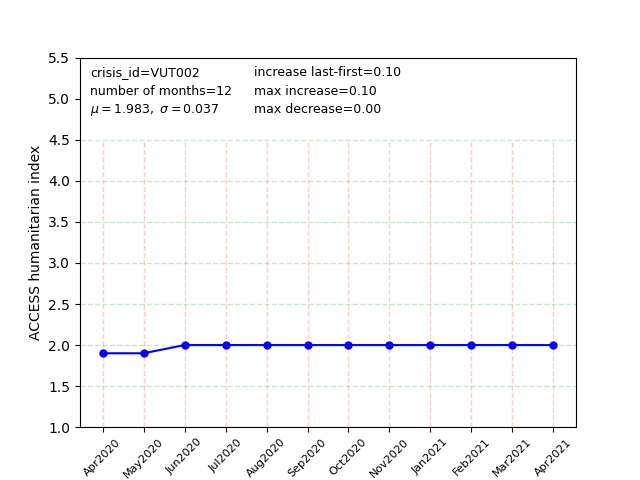 crisis_id=VUT002
number of months=12
μ = 1.983, σ = 0.037
increase last-first=0.10
max increase=0.10
max decrease=0.00
ACCESS humanitarian index
5.5
5.0
4.5
4.0
3.5
3.0
2.5
2.0
1.5
1.0
Apr2020
May2020
Jun2020
Jul2020
Aug2020
Sep2020
Oct2020
Nov2020
Jan2021
Feb2021
Mar2021
Apr2021